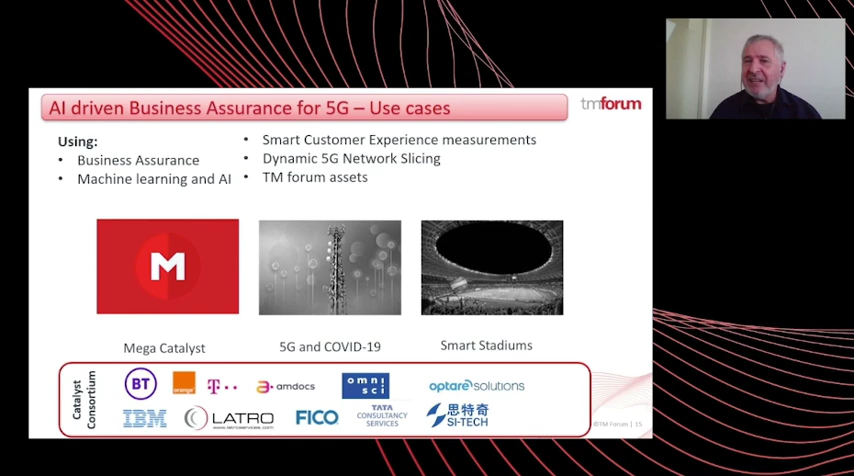 AI driven Business Assurance for 5G – Use cases
tmforum
Using:
• Business Assurance
• Machine learning and AI
• Smart Customer Experience measurements
• Dynamic 5G Network Slicing
• TM forum assets
M
Mega Catalyst
5G and COVID-19
Smart Stadiums
Catalyst
Consortium
BT
orange
T
amdocs
omni
sci
optare solutions
IBM
LATRO
www.latroservices.com
FICO
TATA
CONSULTANCY
SERVICES
思特奇
SI-TECH
TM Forum | 15